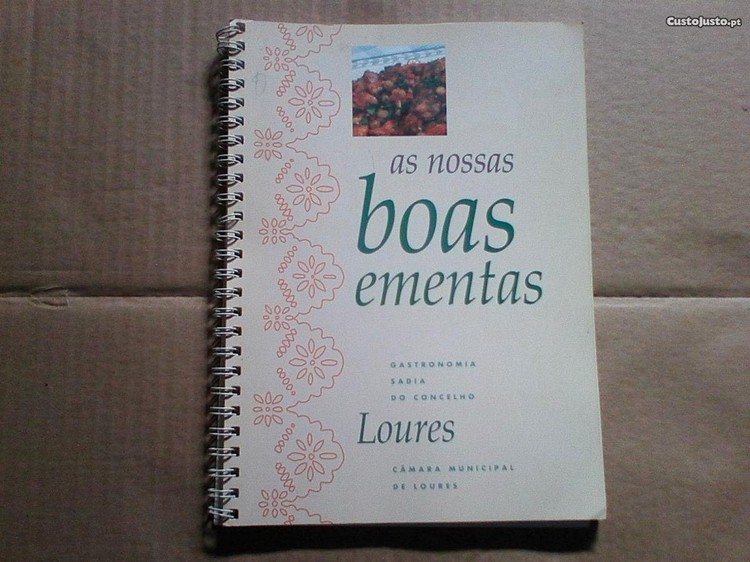 CustoJusto.pt
as nossas
boas
ementas
GASTRONOMIA
SADIA
DO CONCELHO
Loures
CÂMARA MUNICIPAL
DE LOURES